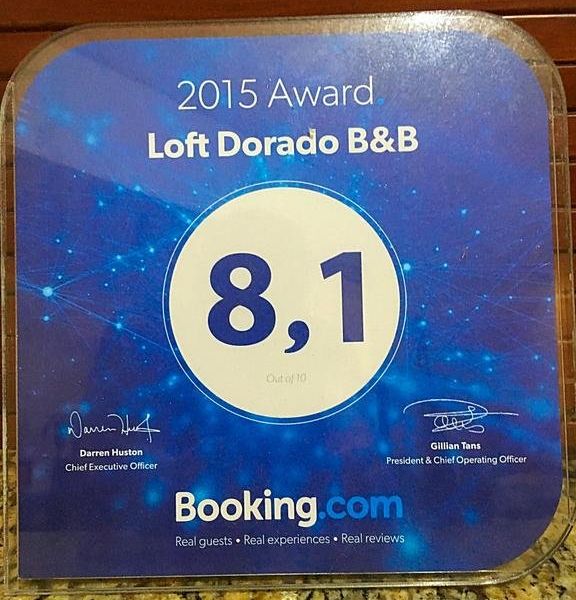 2015 Award
Loft Dorado B&B
8,1
Out of 10
Darren Huston
Chief Executive Officer
Gillian Tans
President & Chief Operating Officer
Booking.com
Real guests • Real experiences • Real reviews